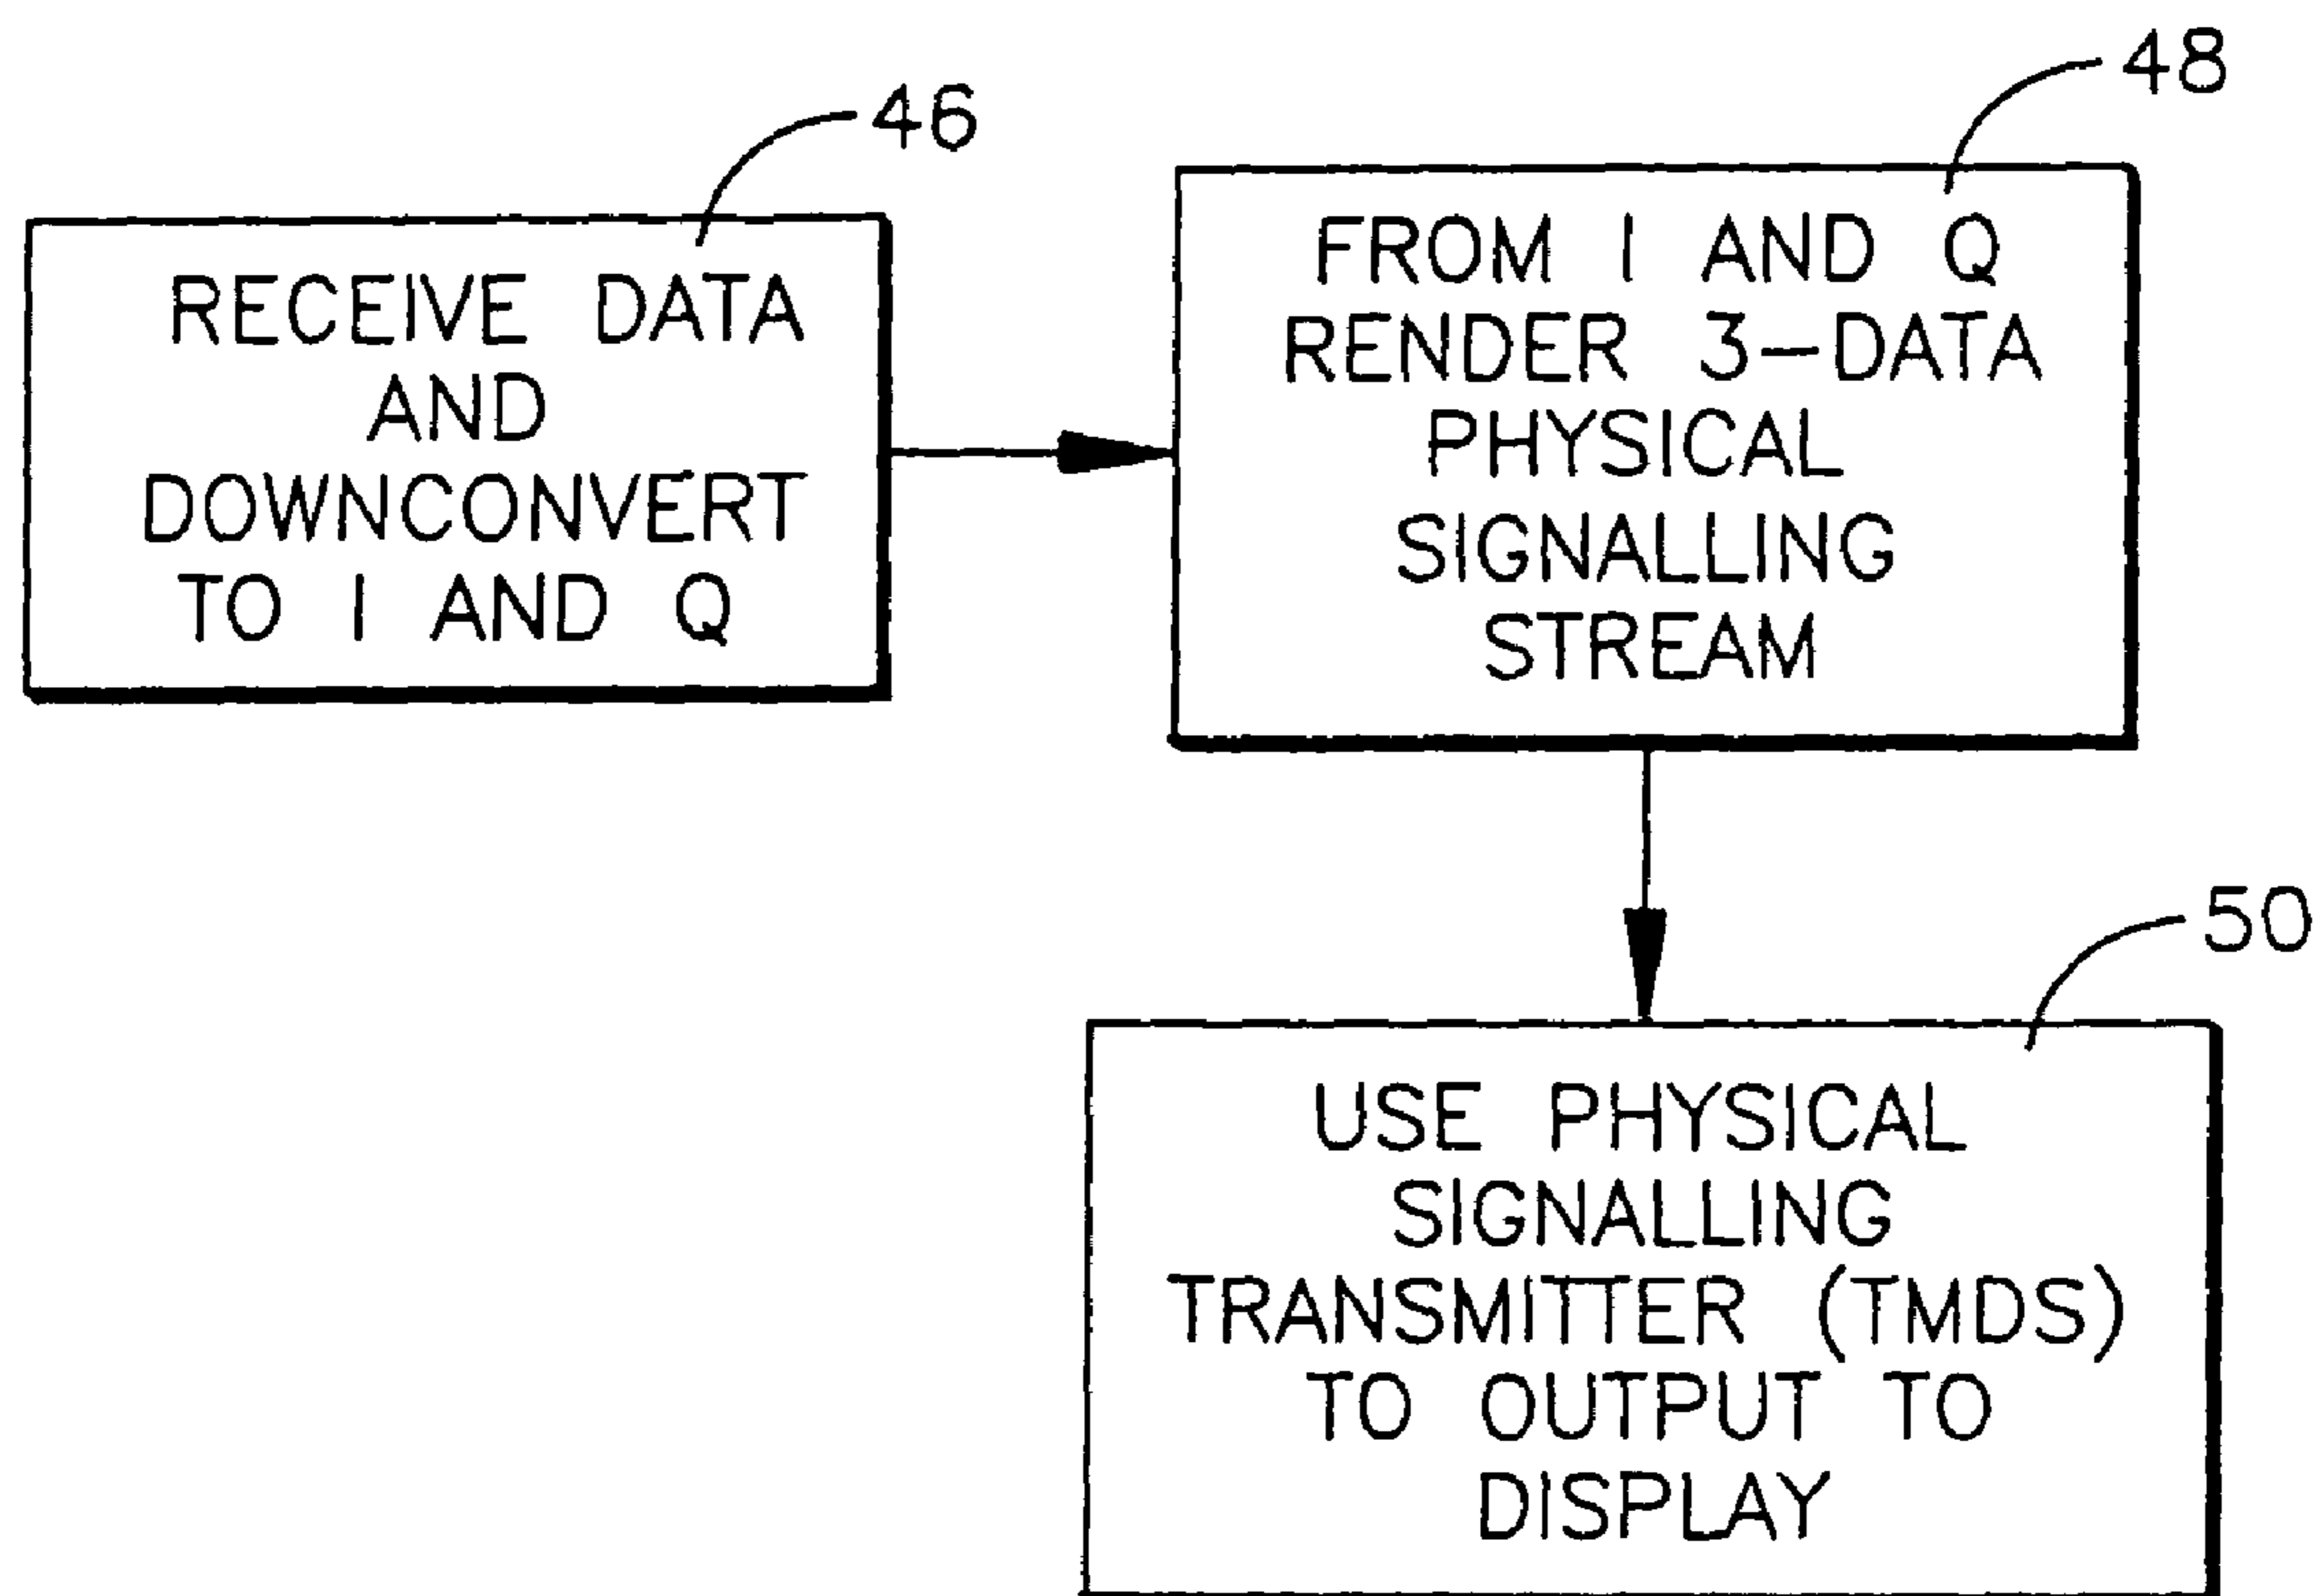 46
RECEIVE DATA
AND
DOWNCONVERT
TO I AND Q
48
FROM I AND Q
RENDER 3-DATA
PHYSICAL
SIGNALLING
STREAM
50
USE PHYSICAL
SIGNALLING
TRANSMITTER (TMDS)
TO OUTPUT TO
DISPLAY